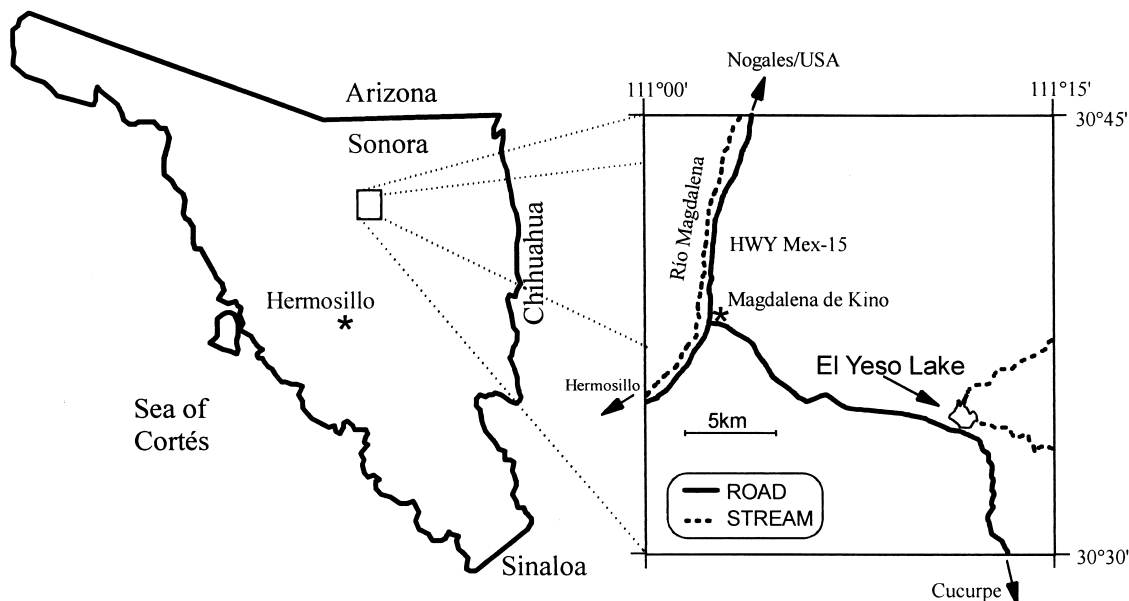 Arizona
Sonora
Chihuahua
Hermosillo
*
Sea of
Cortés
Sinaloa
Nogales/USA
111°00'
111°15'
30°45'
Río Magdalena
HWY Mex-15
*
Magdalena de Kino
El Yeso Lake
Hermosillo
5km
ROAD
STREAM
30°30'
Cucurpe